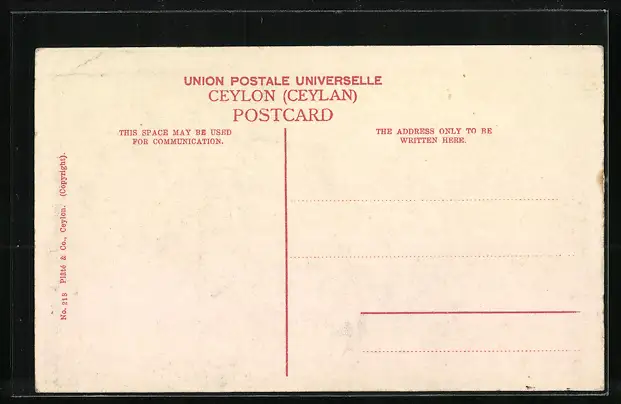 UNION POSTALE UNIVERSELLE
CEYLON (CEYLAN)
POSTCARD
THIS SPACE MAY BE USED
FOR COMMUNICATION.
THE ADDRESS ONLY TO BE
WRITTEN HERE.
No. 218 Plâté & Co., Ceylon. (Copyright).